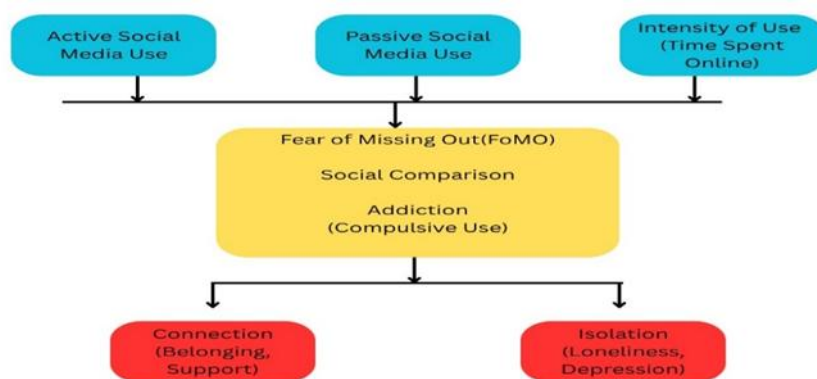 Active Social
Media Use
Passive Social
Media Use
Intensity of Use
(Time Spent
Online)
Fear of Missing Out(FoMO)
Social Comparison
Addiction
(Compulsive Use)
Connection
(Belonging,
Support)
Isolation
(Loneliness,
Depression)